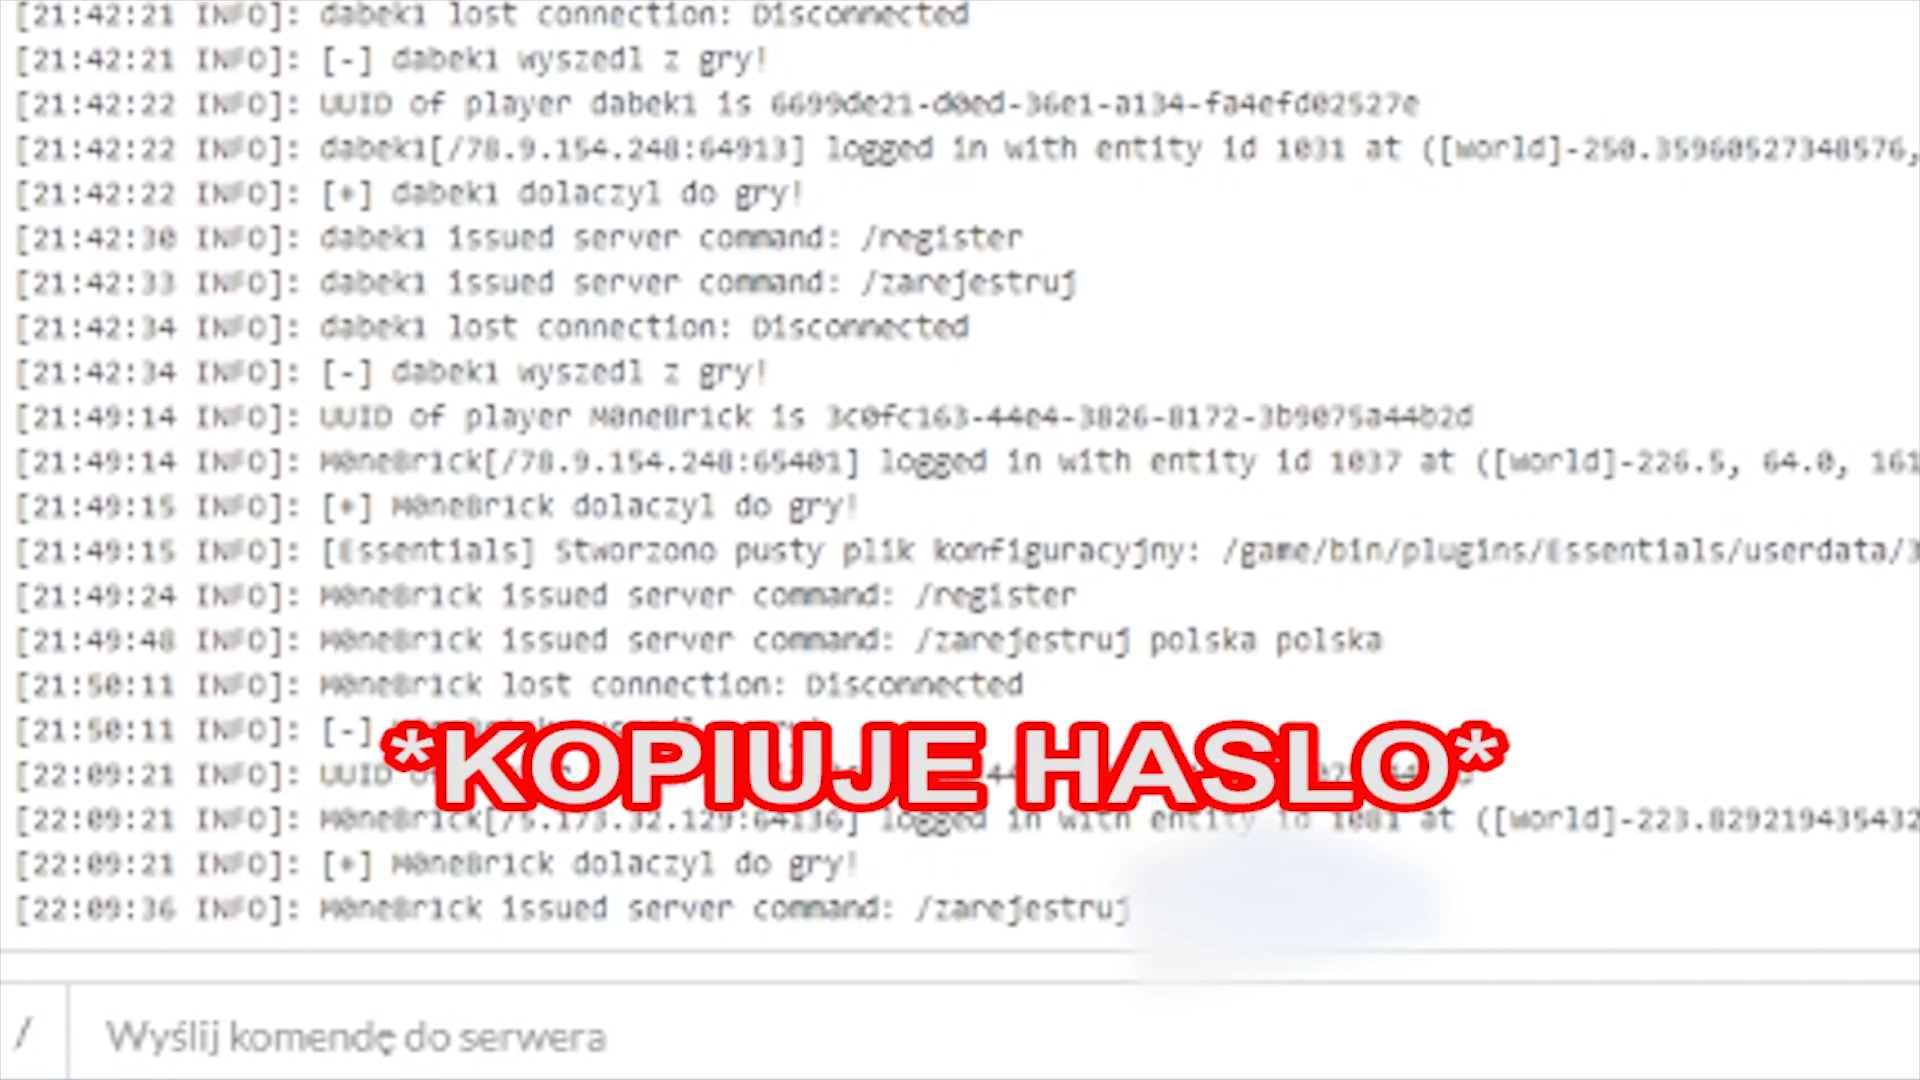 [21:42:21 INFO]: dabek1 lost connection: Disconnected
[21:42:21 INFO]: [-] dabek1 wyszedl z gry!
[21:42:22 INFO]: UUID of player dabek1 is 6699de21-d0ed-36e1-a134-fa4efd02527e
[21:42:22 INFO]: dabek1[/78.9.154.248:64913] logged in with entity id 1031 at ([world]-250.35960527348576,
[21:42:22 INFO]: [+] dabek1 dolaczyl do gry!
[21:42:30 INFO]: dabek1 issued server command: /register
[21:42:33 INFO]: dabek1 issued server command: /zarejestruj
[21:42:34 INFO]: dabek1 lost connection: Disconnected
[21:42:34 INFO]: [-] dabek1 wyszedl z gry!
[21:49:14 INFO]: UUID of player M0neBrick is 3c0fc163-44e4-3826-8172-3b9075a44b2d
[21:49:14 INFO]: M0neBrick[/78.9.154.248:65401] logged in with entity id 1037 at ([world]-226.5, 64.0, 161
[21:49:15 INFO]: [+] M0neBrick dolaczyl do gry!
[21:49:15 INFO]: [Essentials] Stworzono pusty plik konfiguracyjny: /game/bin/plugins/Essentials/userdata/3
[21:49:24 INFO]: M0neBrick issued server command: /register
[21:49:48 INFO]: M0neBrick issued server command: /zarejestruj polska polska
[21:50:11 INFO]: M0neBrick lost connection: Disconnected
[21:50:11 INFO]: [-]
*KOPIUJE HASLO*
[22:09:21 INFO]: UUID
[22:09:21 INFO]: M0neBrick[/5.173.32.129:64136] logged in with entity id 1081 at ([world]-223.829219435432
[22:09:21 INFO]: [+] M0neBrick dolaczyl do gry!
[22:09:36 INFO]: M0neBrick issued server command: /zarejestruj
/ Wyślij komendę do serwera